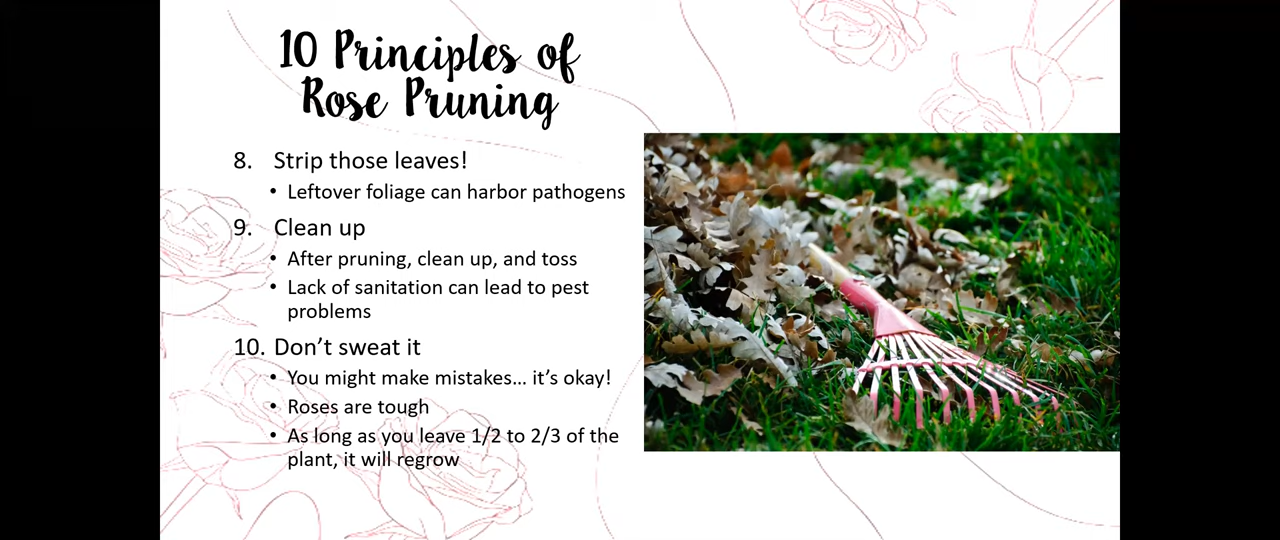 10 Principles of
Rose Pruning
8. Strip those leaves!
• Leftover foliage can harbor pathogens
9. Clean up
• After pruning, clean up, and toss
• Lack of sanitation can lead to pest
problems
10. Don’t sweat it
• You might make mistakes... it’s okay!
• Roses are tough
• As long as you leave 1/2 to 2/3 of the
plant, it will regrow